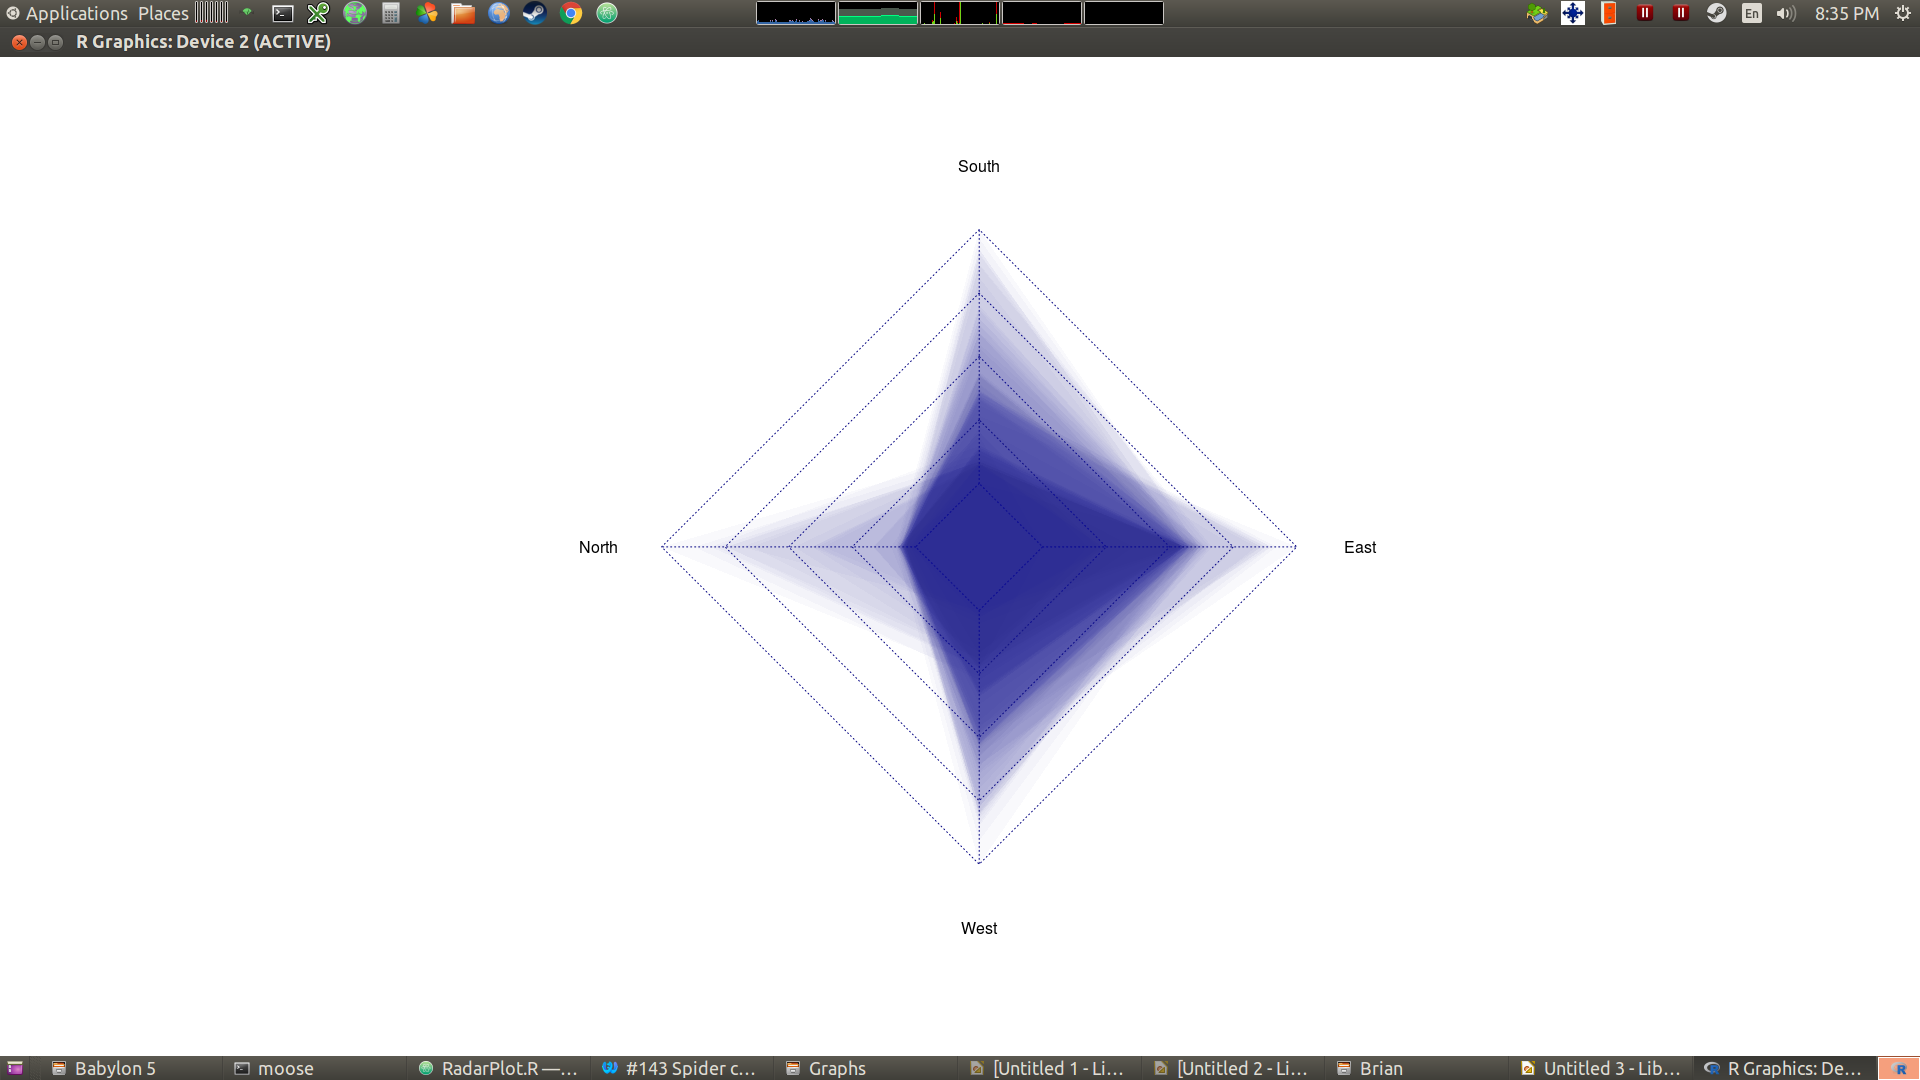 Applications Places En 8:35 PM
R Graphics: Device 2 (ACTIVE)
South
North
East
West
Babylon 5 moose RadarPlot.R —... #143 Spider c... Graphs [Untitled 1 - Li... [Untitled 2 - Li... Brian Untitled 3 - Lib... R Graphics: De...